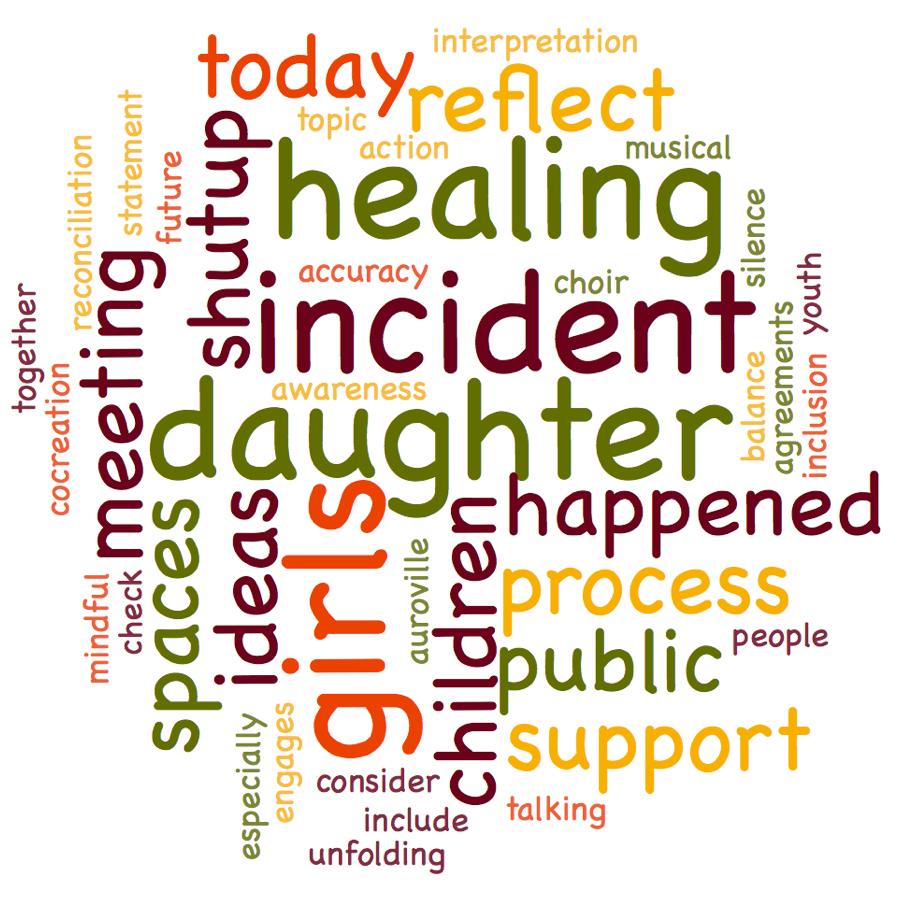 interpretation
today
reflect
topic
action
musical
shutup
healing
statement
reconciliation
future
silence
accuracy
choir
incident
youth
together
meeting
agreements
balance
inclusion
cocreation
awareness
daughter
happened
spaces
ideas
girls
children
auroville
process
mindful
check
people
public
support
especially
engages
consider
talking
include
unfolding